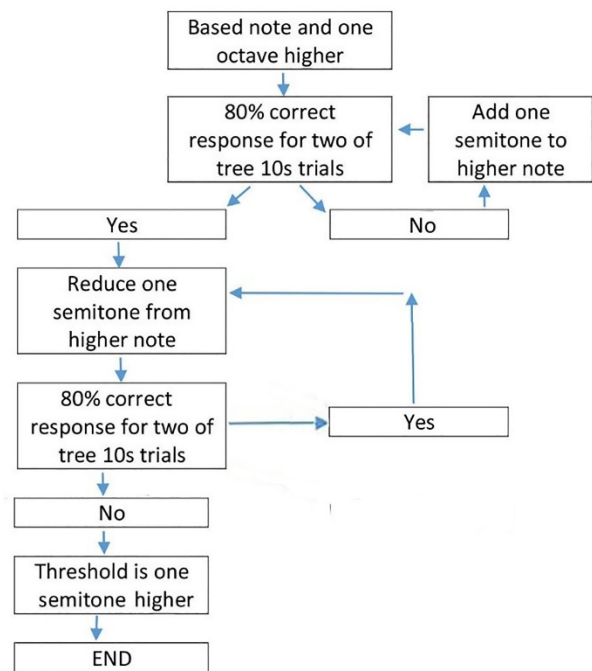 Based note and one
octave higher
80% correct
response for two of
tree 10s trials
Add one
semitone to
higher note
Yes
No
Reduce one
semitone from
higher note
80% correct
response for two of
tree 10s trials
Yes
No
Threshold is one
semitone higher
END